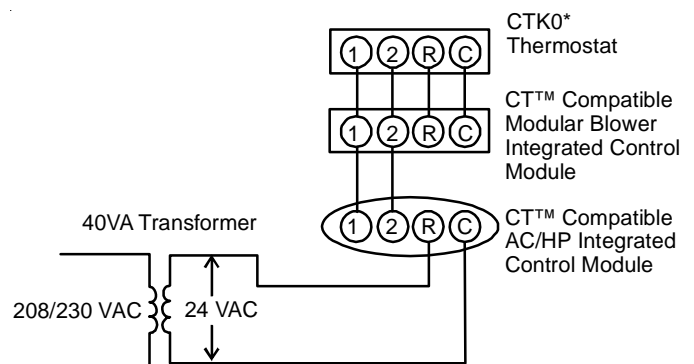 CTK0*
Thermostat
1 2 R C
CT™ Compatible
Modular Blower
Integrated Control
Module
1 2 R C
CT™ Compatible
AC/HP Integrated
Control Module
1 2 R C
40VA Transformer
208/230 VAC
24 VAC